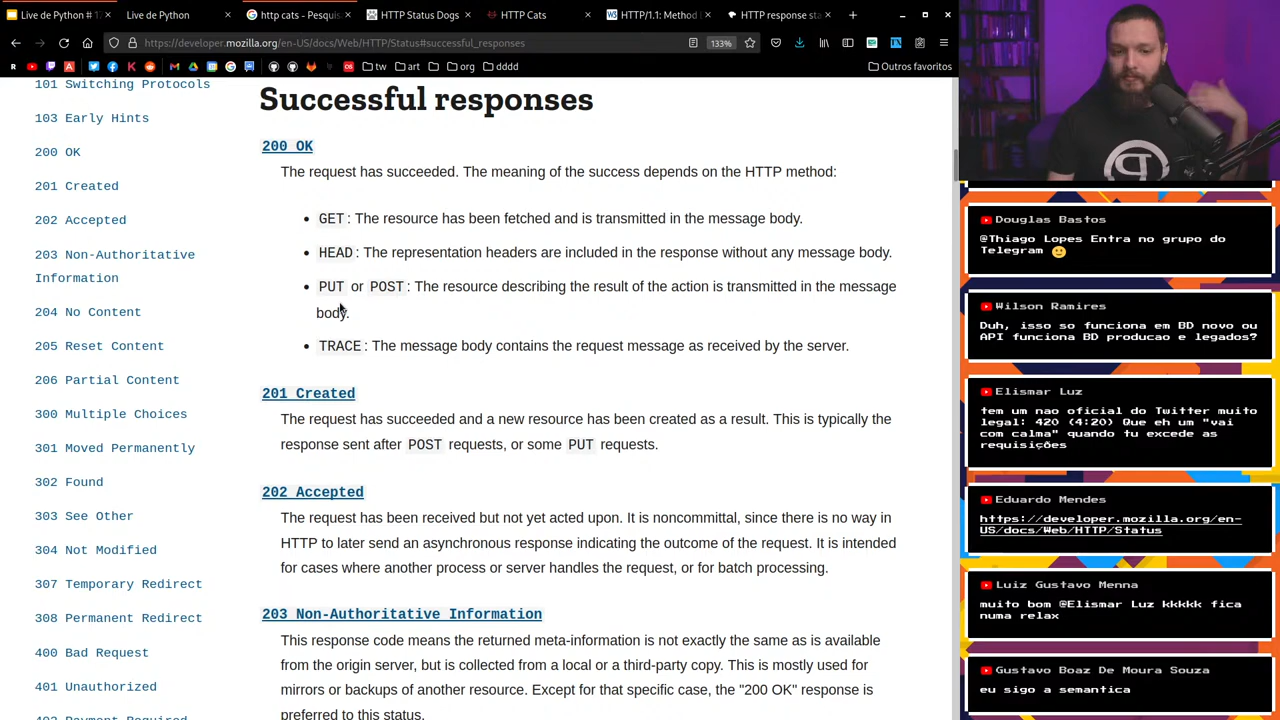 Live de Python # 1
Live de Python
http cats - Pesquis
HTTP Status Dogs
HTTP Cats
HTTP/1.1: Method
HTTP response sta
https://developer.mozilla.org/en-US/docs/Web/HTTP/Status#successful_responses
133%
tw
art
org
dddd
Outros favoritos
101 Switching Protocols
103 Early Hints
200 OK
201 Created
202 Accepted
203 Non-Authoritative
Information
204 No Content
205 Reset Content
206 Partial Content
300 Multiple Choices
301 Moved Permanently
302 Found
303 See Other
304 Not Modified
307 Temporary Redirect
308 Permanent Redirect
400 Bad Request
401 Unauthorized
402 Payment Required
Successful responses
200 OK
The request has succeeded. The meaning of the success depends on the HTTP method:
• GET: The resource has been fetched and is transmitted in the message body.
• HEAD: The representation headers are included in the response without any message body.
• PUT or POST: The resource describing the result of the action is transmitted in the message
body.
• TRACE: The message body contains the request message as received by the server.
201 Created
The request has succeeded and a new resource has been created as a result. This is typically the
response sent after POST requests, or some PUT requests.
202 Accepted
The request has been received but not yet acted upon. It is noncommittal, since there is no way in
HTTP to later send an asynchronous response indicating the outcome of the request. It is intended
for cases where another process or server handles the request, or for batch processing.
203 Non-Authoritative Information
This response code means the returned meta-information is not exactly the same as is available
from the origin server, but is collected from a local or a third-party copy. This is mostly used for
mirrors or backups of another resource. Except for that specific case, the "200 OK" response is
preferred to this status.
Douglas Bastos
@Thiago Lopes Entra no grupo do
Telegram 🙂
Wilson Ramires
Duh, isso so funciona em BD novo ou
API funciona BD producao e legados?
Elismar Luz
tem um nao oficial do Twitter muito
legal: 420 (4:20) Que eh um "vai
com calma" quando tu excede as
requisições
Eduardo Mendes
https://developer.mozilla.org/en-
US/docs/Web/HTTP/Status
Luiz Gustavo Menna
muito bom @Elismar Luz kkkkk fica
numa relax
Gustavo Boaz De Moura Souza
eu sigo a semantica